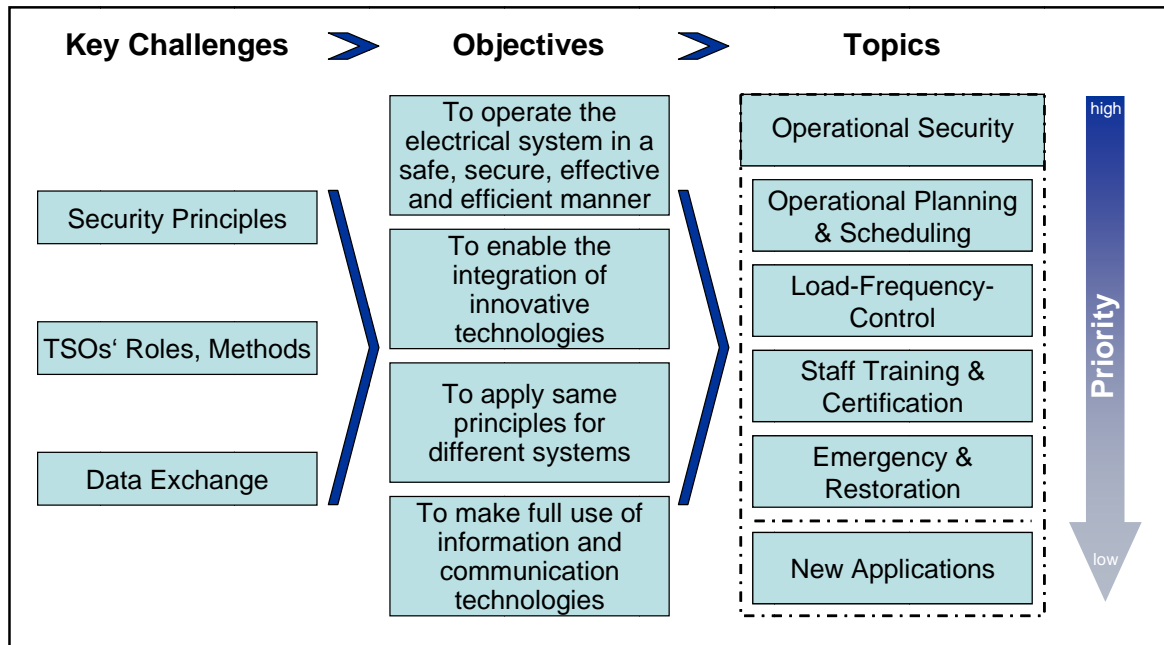 Key Challenges
Objectives
Topics
Security Principles
TSOs‘ Roles, Methods
Data Exchange
To operate the
electrical system in a
safe, secure, effective
and efficient manner
To enable the
integration of
innovative
technologies
To apply same
principles for
different systems
To make full use of
information and
communication
technologies
Operational Security
Operational Planning
& Scheduling
Load-Frequency-
Control
Staff Training &
Certification
Emergency &
Restoration
New Applications
high
Priority
low